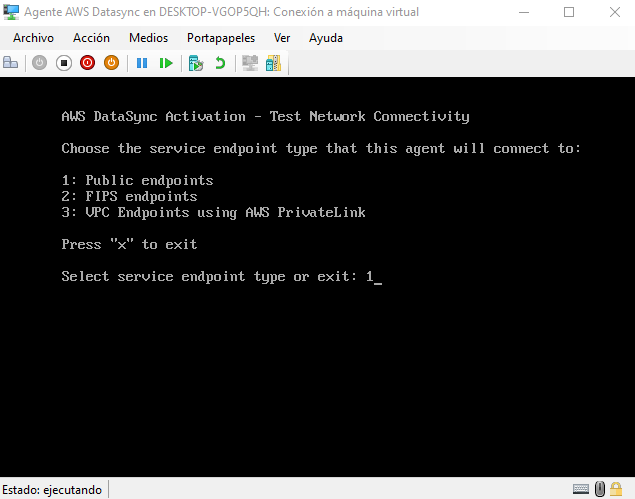 Agente AWS Datasync en DESKTOP-VGOP5QH: Conexión a máquina virtual
Archivo Acción Medios Portapapeles Ver Ayuda
AWS DataSync Activation - Test Network Connectivity
Choose the service endpoint type that this agent will connect to:
1: Public endpoints
2: FIPS endpoints
3: VPC Endpoints using AWS PrivateLink
Press "x" to exit
Select service endpoint type or exit: 1_
Estado: ejecutando